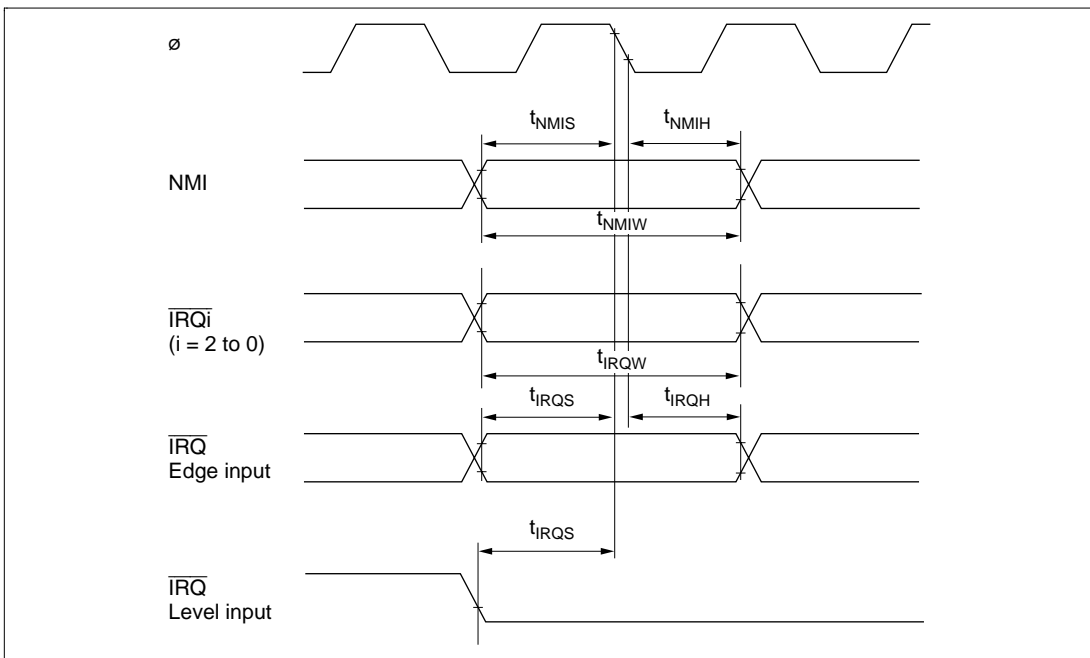 ø
tNMIS
tNMIH
NMI
tNMIW
IRQi
(i = 2 to 0)
tIRQW
tIRQS
tIRQH
IRQ
Edge input
tIRQS
IRQ
Level input